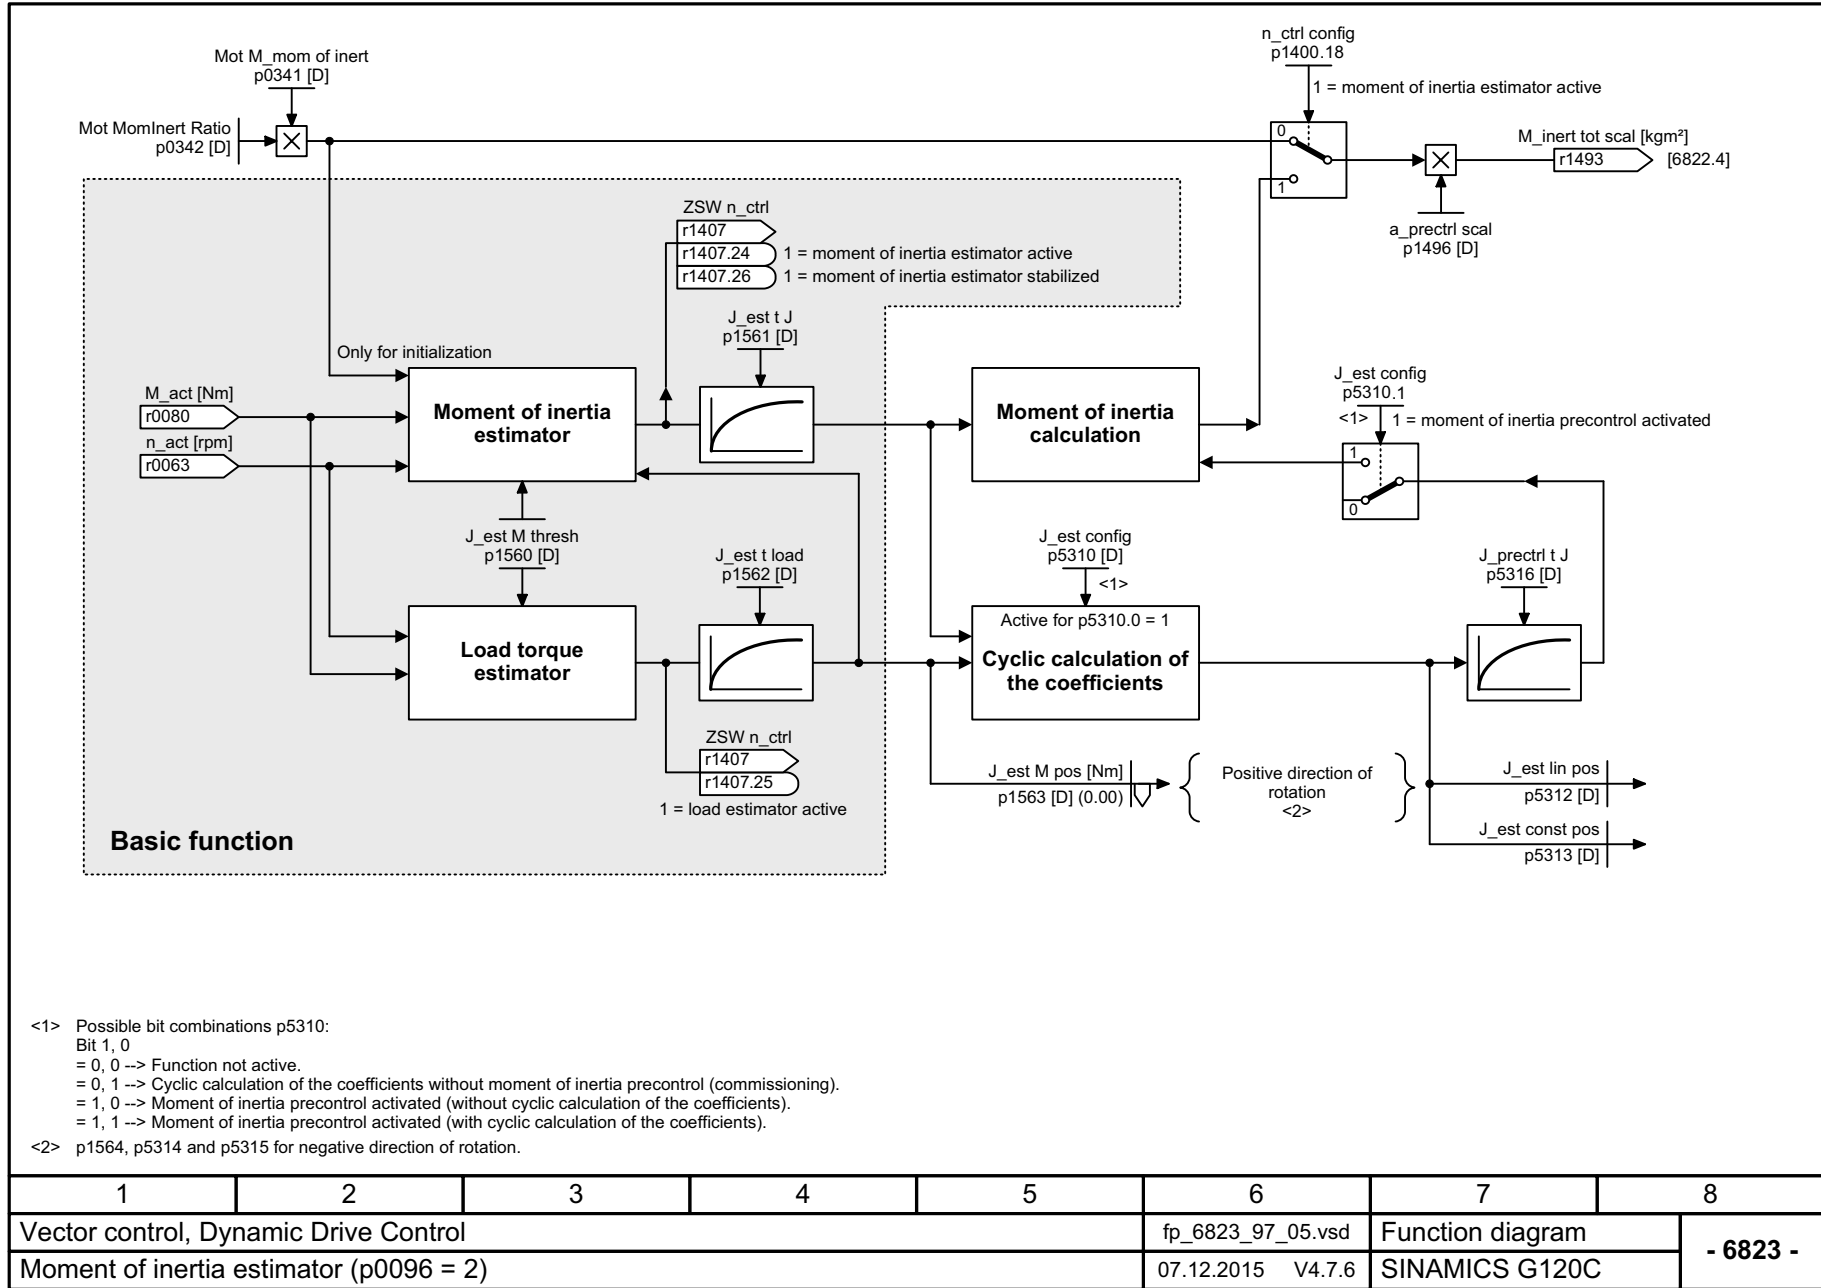 Mot M_mom of inert
p0341 [D]
n_ctrl config
p1400.18
1 = moment of inertia estimator active
Mot MomInert Ratio
p0342 [D]
0
1
M_inert tot scal [kgm²]
r1493
[6822.4]
a_prectrl scal
p1496 [D]
ZSW n_ctrl
r1407
r1407.24
1 = moment of inertia estimator active
r1407.26
1 = moment of inertia estimator stabilized
J_est t J
p1561 [D]
Only for initialization
M_act [Nm]
r0080
n_act [rpm]
r0063
Moment of inertia
estimator
Moment of inertia
calculation
J_est config
p5310.1
<1>
1 = moment of inertia precontrol activated
1
0
J_est M thresh
p1560 [D]
J_est t load
p1562 [D]
J_est config
p5310 [D]
<1>
J_prectrl t J
p5316 [D]
Load torque
estimator
Active for p5310.0 = 1
Cyclic calculation of
the coefficients
ZSW n_ctrl
r1407
r1407.25
1 = load estimator active
J_est M pos [Nm]
p1563 [D] (0.00)
Positive direction of
rotation
<2>
J_est lin pos
p5312 [D]
J_est const pos
p5313 [D]
Basic function
<1> Possible bit combinations p5310:
Bit 1, 0
= 0, 0 --> Function not active.
= 0, 1 --> Cyclic calculation of the coefficients without moment of inertia precontrol (commissioning).
= 1, 0 --> Moment of inertia precontrol activated (without cyclic calculation of the coefficients).
= 1, 1 --> Moment of inertia precontrol activated (with cyclic calculation of the coefficients).
<2> p1564, p5314 and p5315 for negative direction of rotation.
1 2 3 4 5 6 7 8
Vector control, Dynamic Drive Control
fp_6823_97_05.vsd
Function diagram
- 6823 -
Moment of inertia estimator (p0096 = 2)
07.12.2015 V4.7.6
SINAMICS G120C